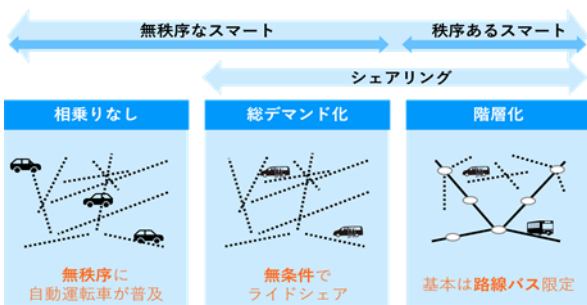 無秩序なスマート
秩序あるスマート
シェアリング
相乗りなし
総デマンド化
階層化
無秩序に
自動運転車が普及
無条件で
ライドシェア
基本は路線バス限定